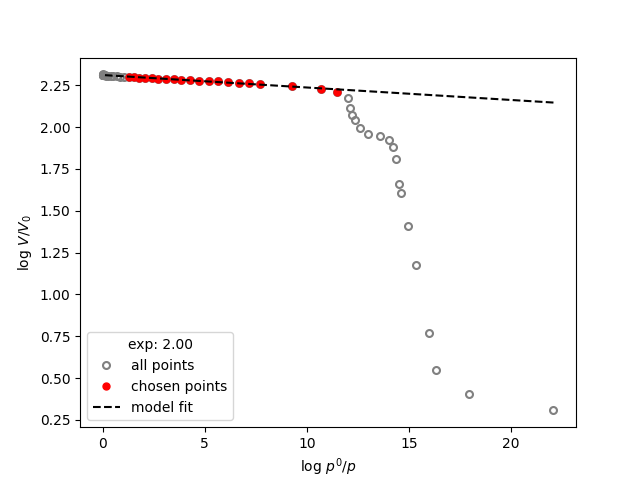 2.25
2.00
1.75
1.50
1.25
1.00
0.75
0.50
0.25
log V/V₀
exp: 2.00
all points
chosen points
model fit
0 5 10 15 20
log p⁰/p